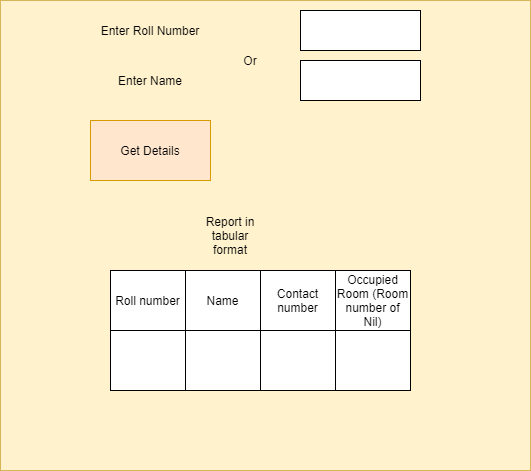 Enter Roll Number
Or
Enter Name
Get Details
Report in
tabular
format
Roll number
Name
Contact
number
Occupied
Room (Room
number of
Nil)